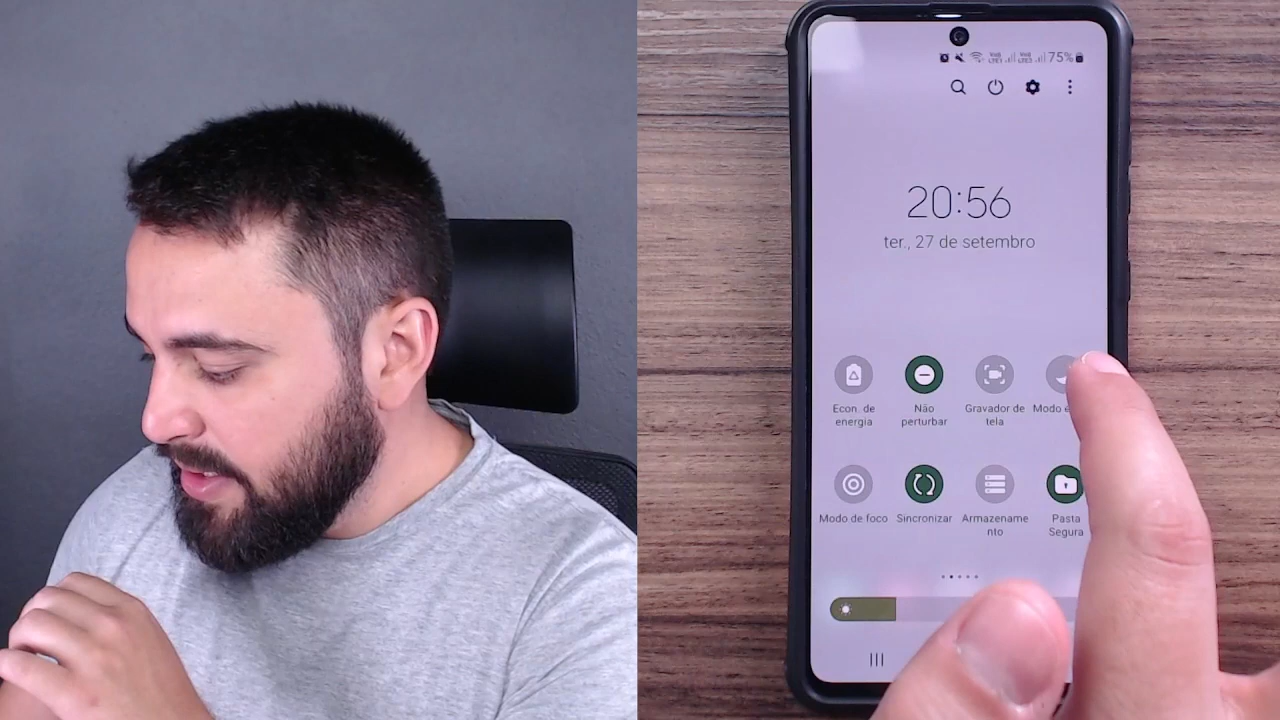 75%
20:56
ter., 27 de setembro
Econ. de
energia
Não
perturbar
Gravador de
tela
Modo
Modo de foco
Sincronizar
Armazename
nto
Pasta
Segura